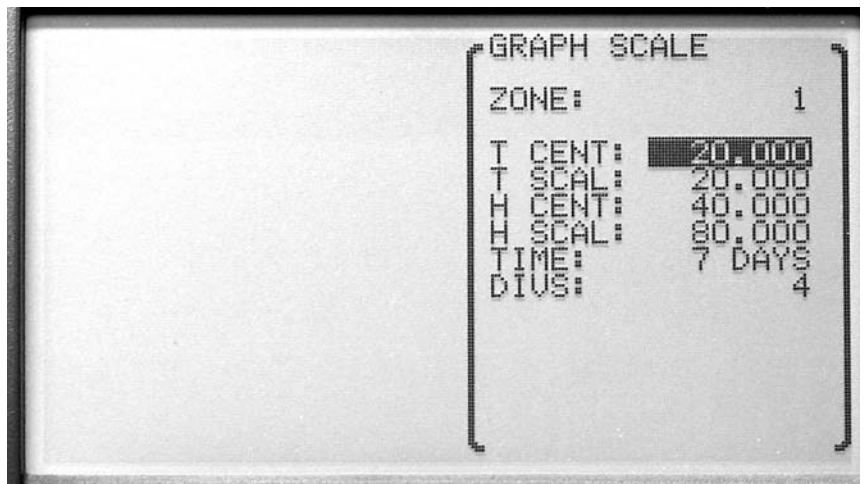 GRAPH SCALE
ZONE: 1
T CENT: 20.000
T SCAL: 20.000
H CENT: 40.000
H SCAL: 80.000
TIME: 7 DAYS
DIVS: 4